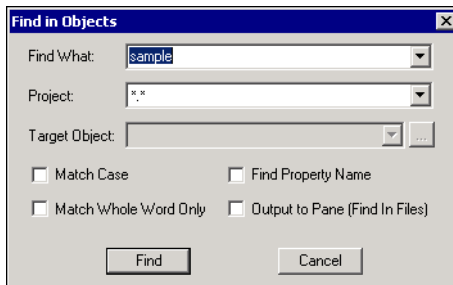 Find in Objects
Find What: sample
Project: *.*
Target Object: ...
Match Case Find Property Name
Match Whole Word Only Output to Pane (Find In Files)
Find Cancel